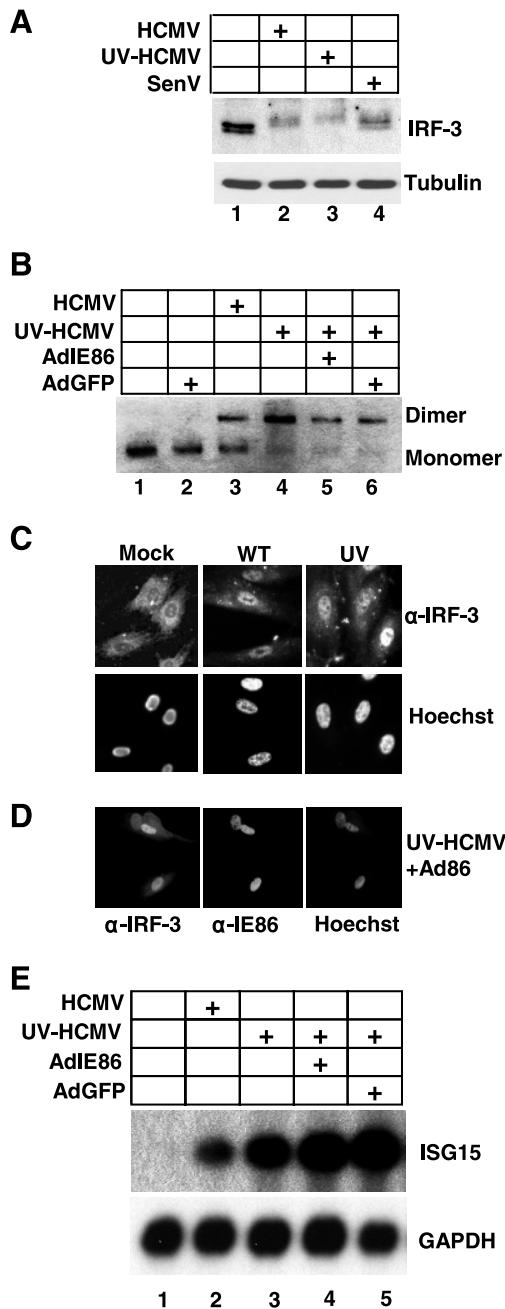 A
HCMV +
UV-HCMV +
SenV +
IRF-3
Tubulin
1 2 3 4
B
HCMV +
UV-HCMV + + +
AdIE86 +
AdGFP + +
Dimer
Monomer
1 2 3 4 5 6
C
Mock WT UV
α-IRF-3
Hoechst
D
UV-HCMV
+Ad86
α-IRF-3 α-IE86 Hoechst
E
HCMV +
UV-HCMV + + +
AdIE86 +
AdGFP +
ISG15
GAPDH
1 2 3 4 5